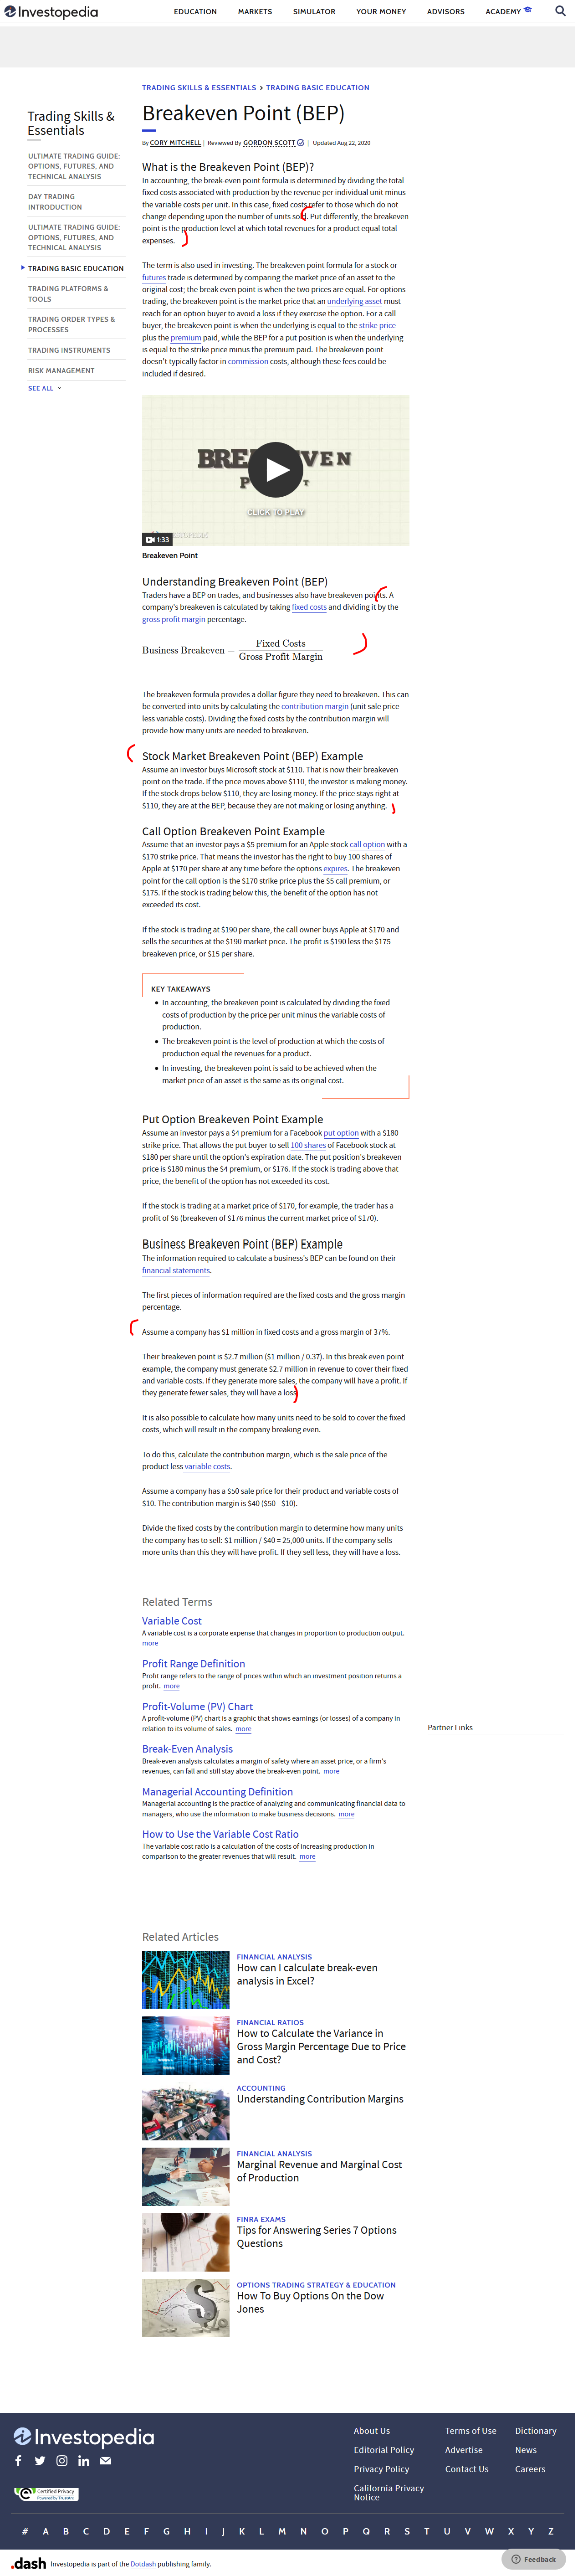 Investopedia
EDUCATION MARKETS SIMULATOR YOUR MONEY ADVISORS ACADEMY
TRADING SKILLS & ESSENTIALS > TRADING BASIC EDUCATION
Trading Skills &
Essentials
ULTIMATE TRADING GUIDE:
OPTIONS, FUTURES, AND
TECHNICAL ANALYSIS
DAY TRADING
INTRODUCTION
ULTIMATE TRADING GUIDE:
OPTIONS, FUTURES, AND
TECHNICAL ANALYSIS
TRADING BASIC EDUCATION
TRADING PLATFORMS &
TOOLS
TRADING ORDER TYPES &
PROCESSES
TRADING INSTRUMENTS
RISK MANAGEMENT
SEE ALL
Breakeven Point (BEP)
By CORY MITCHELL | Reviewed By GORDON SCOTT | Updated Aug 22, 2020
What is the Breakeven Point (BEP)?
In accounting, the break-even point formula is determined by dividing the total
fixed costs associated with production by the revenue per individual unit minus
the variable costs per unit. In this case, fixed costs refer to those which do not
change depending upon the number of units sold. Put differently, the breakeven
point is the production level at which total revenues for a product equal total
expenses.
The term is also used in investing. The breakeven point formula for a stock or
futures trade is determined by comparing the market price of an asset to the
original cost; the break even point is when the two prices are equal. For options
trading, the breakeven point is the market price that an underlying asset must
reach for an option buyer to avoid a loss if they exercise the option. For a call
buyer, the breakeven point is when the underlying is equal to the strike price
plus the premium paid, while the BEP for a put position is when the underlying
is equal to the strike price minus the premium paid. The breakeven point
doesn't typically factor in commission costs, although these fees could be
included if desired.
CLICK TO PLAY
1:33
Breakeven Point
Understanding Breakeven Point (BEP)
Traders have a BEP on trades, and businesses also have breakeven points. A
company's breakeven is calculated by taking fixed costs and dividing it by the
gross profit margin percentage.
Business Breakeven = Fixed Costs
Gross Profit Margin
The breakeven formula provides a dollar figure they need to breakeven. This can
be converted into units by calculating the contribution margin (unit sale price
less variable costs). Dividing the fixed costs by the contribution margin will
provide how many units are needed to breakeven.
Stock Market Breakeven Point (BEP) Example
Assume an investor buys Microsoft stock at $110. That is now their breakeven
point on the trade. If the price moves above $110, the investor is making money.
If the stock drops below $110, they are losing money. If the price stays right at
$110, they are at the BEP, because they are not making or losing anything.
Call Option Breakeven Point Example
Assume that an investor pays a $5 premium for an Apple stock call option with a
$170 strike price. That means the investor has the right to buy 100 shares of
Apple at $170 per share at any time before the options expires. The breakeven
point for the call option is the $170 strike price plus the $5 call premium, or
$175. If the stock is trading below this, the benefit of the option has not
exceeded its cost.
If the stock is trading at $190 per share, the call owner buys Apple at $170 and
sells the securities at the $190 market price. The profit is $190 less the $175
breakeven price, or $15 per share.
KEY TAKEAWAYS
• In accounting, the breakeven point is calculated by dividing the fixed
costs of production by the price per unit minus the variable costs of
production.
• The breakeven point is the level of production at which the costs of
production equal the revenues for a product.
• In investing, the breakeven point is said to be achieved when the
market price of an asset is the same as its original cost.
Put Option Breakeven Point Example
Assume an investor pays a $4 premium for a Facebook put option with a $180
strike price. That allows the put buyer to sell 100 shares of Facebook stock at
$180 per share until the option's expiration date. The put position's breakeven
price is $180 minus the $4 premium, or $176. If the stock is trading above that
price, the benefit of the option has not exceeded its cost.
If the stock is trading at a market price of $170, for example, the trader has a
profit of $6 (breakeven of $176 minus the current market price of $170).
Business Breakeven Point (BEP) Example
The information required to calculate a business's BEP can be found on their
financial statements.
The first pieces of information required are the fixed costs and the gross margin
percentage.
Assume a company has $1 million in fixed costs and a gross margin of 37%.
Their breakeven point is $2.7 million ($1 million / 0.37). In this break even point
example, the company must generate $2.7 million in revenue to cover their fixed
and variable costs. If they generate more sales, the company will have a profit. If
they generate fewer sales, they will have a loss.
It is also possible to calculate how many units need to be sold to cover the fixed
costs, which will result in the company breaking even.
To do this, calculate the contribution margin, which is the sale price of the
product less variable costs.
Assume a company has a $50 sale price for their product and variable costs of
$10. The contribution margin is $40 ($50 - $10).
Divide the fixed costs by the contribution margin to determine how many units
the company has to sell: $1 million / $40 = 25,000 units. If the company sells
more units than this they will have profit. If they sell less, they will have a loss.
Related Terms
Variable Cost
A variable cost is a corporate expense that changes in proportion to production output.
more
Profit Range Definition
Profit range refers to the range of prices within which an investment position returns a
profit. more
Profit-Volume (PV) Chart
A profit-volume (PV) chart is a graphic that shows earnings (or losses) of a company in
relation to its volume of sales. more
Break-Even Analysis
Break-even analysis calculates a margin of safety where an asset price, or a firm's
revenues, can fall and still stay above the break-even point. more
Managerial Accounting Definition
Managerial accounting is the practice of analyzing and communicating financial data to
managers, who use the information to make business decisions. more
How to Use the Variable Cost Ratio
The variable cost ratio is a calculation of the costs of increasing production in
comparison to the greater revenues that will result. more
Partner Links
Related Articles
FINANCIAL ANALYSIS
How can I calculate break-even
analysis in Excel?
FINANCIAL RATIOS
How to Calculate the Variance in
Gross Margin Percentage Due to Price
and Cost?
ACCOUNTING
Understanding Contribution Margins
FINANCIAL ANALYSIS
Marginal Revenue and Marginal Cost
of Production
FINRA EXAMS
Tips for Answering Series 7 Options
Questions
OPTIONS TRADING STRATEGY & EDUCATION
How To Buy Options On the Dow
Jones
Investopedia
Certified Privacy
Powered by TrustArc
About Us Terms of Use Dictionary
Editorial Policy Advertise News
Privacy Policy Contact Us Careers
California Privacy
Notice
# A B C D E F G H I J K L M N O P Q R S T U V W X Y Z
.dash Investopedia is part of the Dotdash publishing family.
Feedback